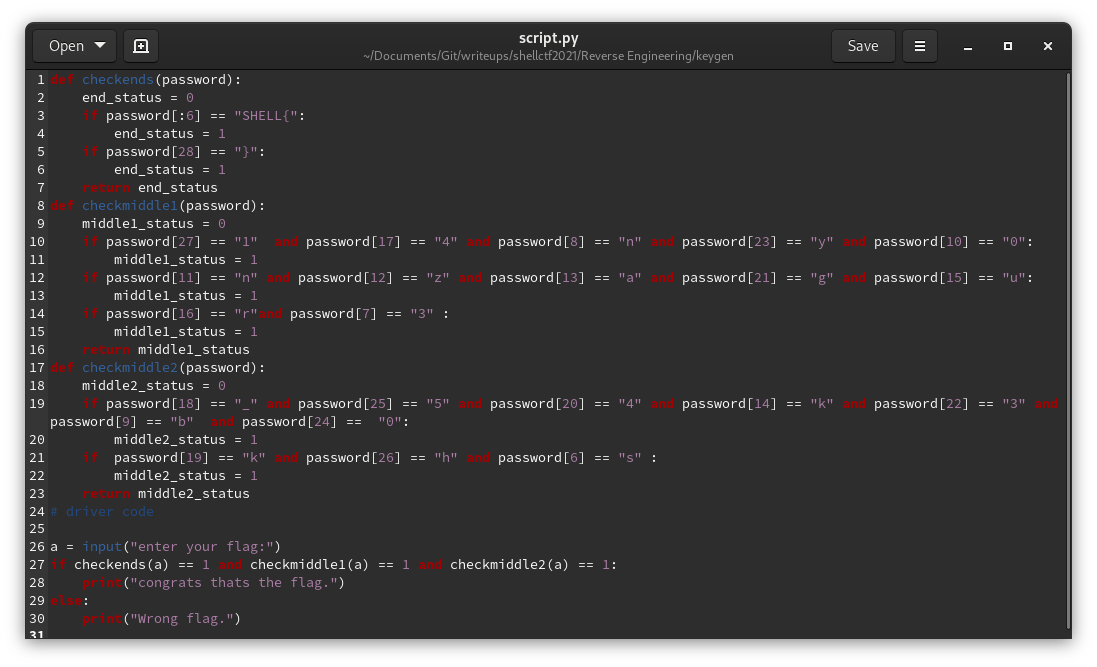 Open
script.py
~/Documents/Git/writeups/shellctf2021/Reverse Engineering/keygen
Save
1 def checkends(password):
2     end_status = 0
3     if password[:6] == "SHELL{":
4         end_status = 1
5     if password[28] == "}":
6         end_status = 1
7     return end_status
8 def checkmiddle1(password):
9     middle1_status = 0
10     if password[27] == "1"  and password[17] == "4" and password[8] == "n" and password[23] == "y" and password[10] == "0":
11         middle1_status = 1
12     if password[11] == "n" and password[12] == "z" and password[13] == "a" and password[21] == "g" and password[15] == "u":
13         middle1_status = 1
14     if password[16] == "r"and password[7] == "3" :
15         middle1_status = 1
16     return middle1_status
17 def checkmiddle2(password):
18     middle2_status = 0
19     if password[18] == "_" and password[25] == "5" and password[20] == "4" and password[14] == "k" and password[22] == "3" and
password[9] == "b"  and password[24] ==  "0":
20         middle2_status = 1
21     if  password[19] == "k" and password[26] == "h" and password[6] == "s" :
22         middle2_status = 1
23     return middle2_status
24 # driver code
25
26 a = input("enter your flag:")
27 if checkends(a) == 1 and checkmiddle1(a) == 1 and checkmiddle2(a) == 1:
28     print("congrats thats the flag.")
29 else:
30     print("Wrong flag.")
31